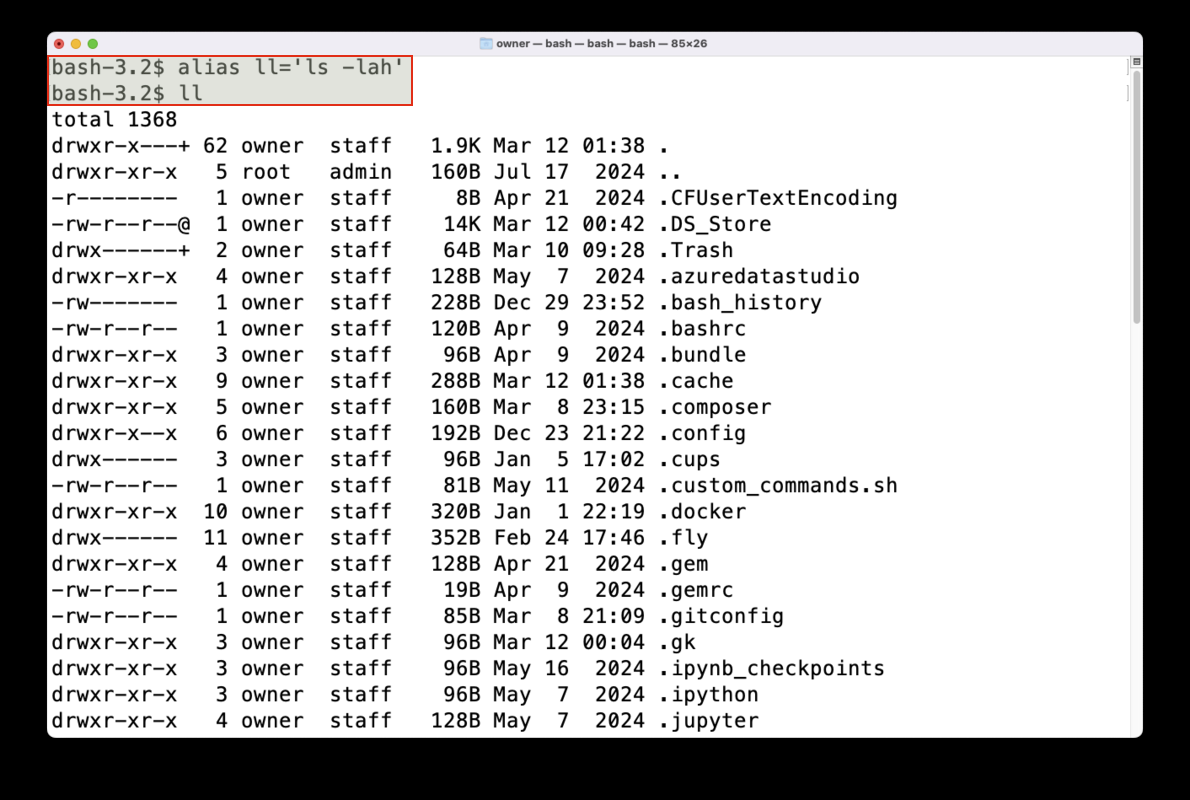 owner — bash — bash — bash — 85×26
bash-3.2$ alias ll='ls -lah'
bash-3.2$ ll
total 1368
drwxr-x---+ 62 owner  staff   1.9K Mar 12 01:38 .
drwxr-xr-x   5 root   admin   160B Jul 17  2024 ..
-r--------   1 owner  staff     8B Apr 21  2024 .CFUserTextEncoding
-rw-r--r--@  1 owner  staff    14K Mar 12 00:42 .DS_Store
drwx------+  2 owner  staff    64B Mar 10 09:28 .Trash
drwxr-xr-x   4 owner  staff   128B May  7  2024 .azuredatastudio
-rw-------   1 owner  staff   228B Dec 29 23:52 .bash_history
-rw-r--r--   1 owner  staff   120B Apr  9  2024 .bashrc
drwxr-xr-x   3 owner  staff    96B Apr  9  2024 .bundle
drwxr-xr-x   9 owner  staff   288B Mar 12 01:38 .cache
drwxr-xr-x   5 owner  staff   160B Mar  8 23:15 .composer
drwxr-x--x   6 owner  staff   192B Dec 23 21:22 .config
drwx------   3 owner  staff    96B Jan  5 17:02 .cups
-rw-r--r--   1 owner  staff    81B May 11  2024 .custom_commands.sh
drwxr-xr-x  10 owner  staff   320B Jan  1 22:19 .docker
drwx------  11 owner  staff   352B Feb 24 17:46 .fly
drwxr-xr-x   4 owner  staff   128B Apr 21  2024 .gem
-rw-r--r--   1 owner  staff    19B Apr  9  2024 .gemrc
-rw-r--r--   1 owner  staff    85B Mar  8 21:09 .gitconfig
drwxr-xr-x   3 owner  staff    96B Mar 12 00:04 .gk
drwxr-xr-x   3 owner  staff    96B May 16  2024 .ipynb_checkpoints
drwxr-xr-x   3 owner  staff    96B May  7  2024 .ipython
drwxr-xr-x   4 owner  staff   128B May  7  2024 .jupyter